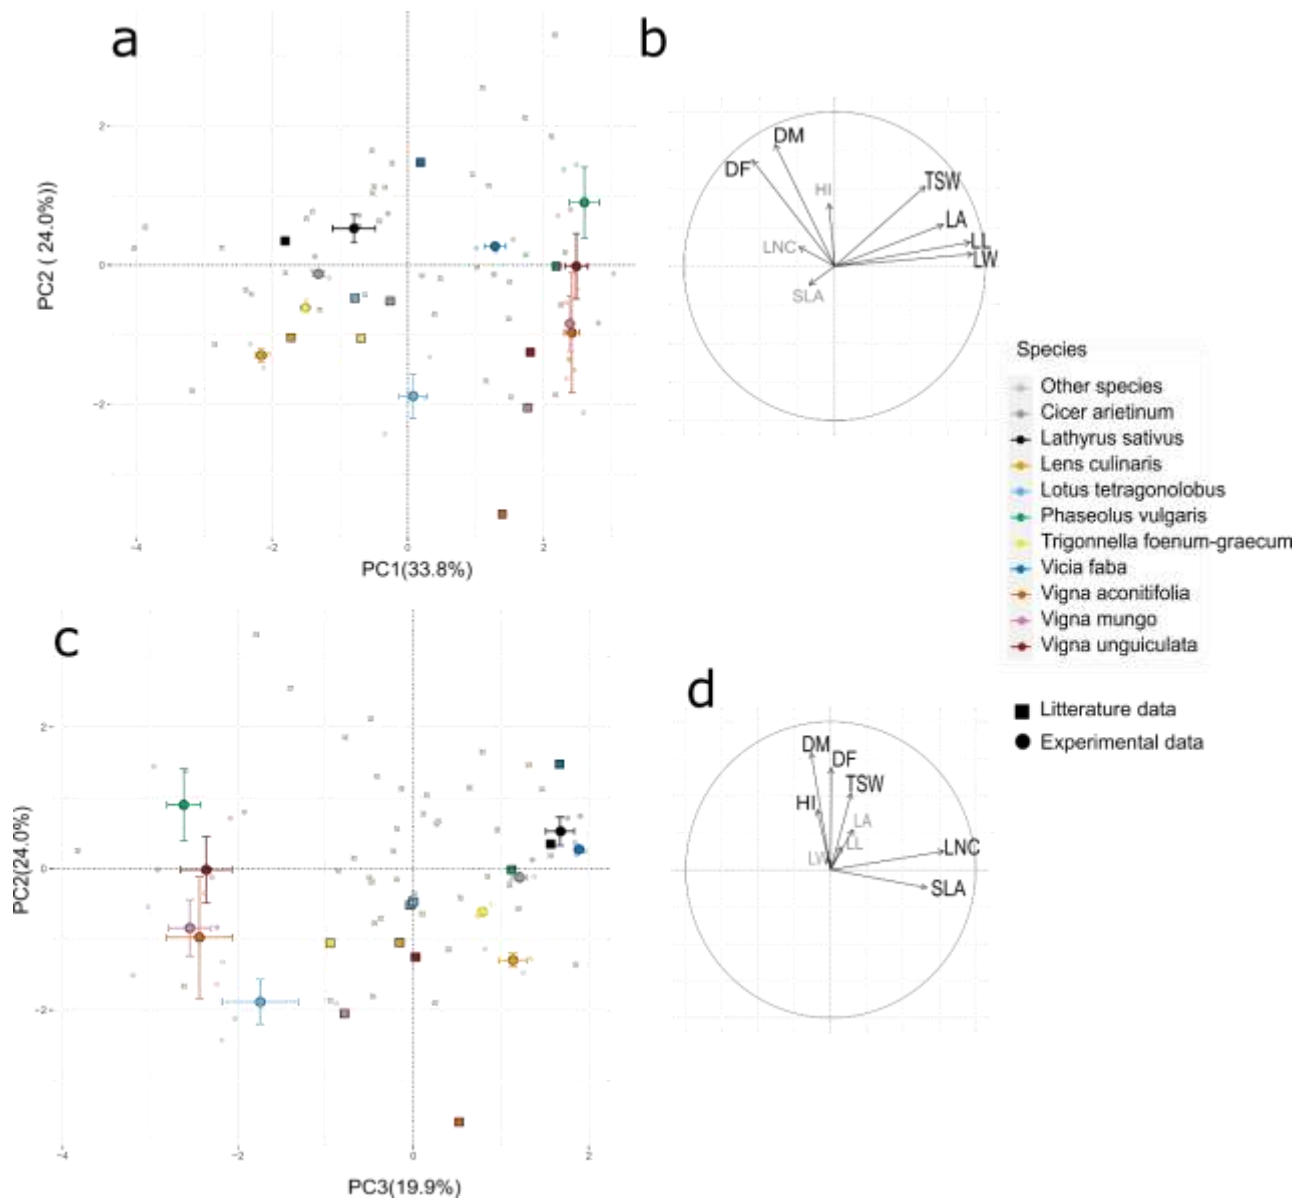 a
b
2
0
−2
PC2 ( 24.0%))
−4
−2
0
2
PC1(33.8%)
DM
DF
HI
TSW
LA
LNC
LL
LW
SLA
Species
Other species
Cicer arietinum
Lathyrus sativus
Lens culinaris
Lotus tetragonolobus
Phaseolus vulgaris
Trigonnella foenum-graecum
Vicia faba
Vigna aconitifolia
Vigna mungo
Vigna unguiculata
Litterature data
Experimental data
c
d
2
0
−2
PC2(24.0%)
−4
−2
0
2
PC3(19.9%)
DM
DF
TSW
HI
LA
LL
LW
LNC
SLA